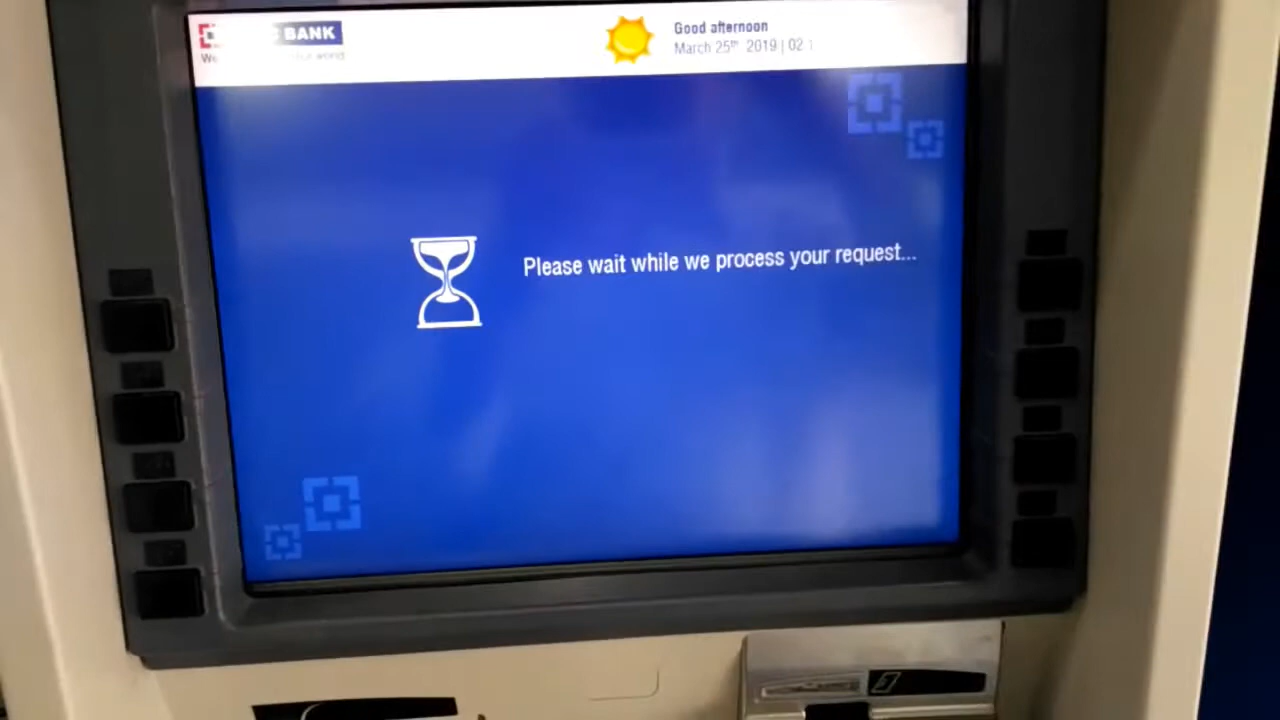 BANK
Good afternoon
March 25th 2019 | 02
Please wait while we process your request...